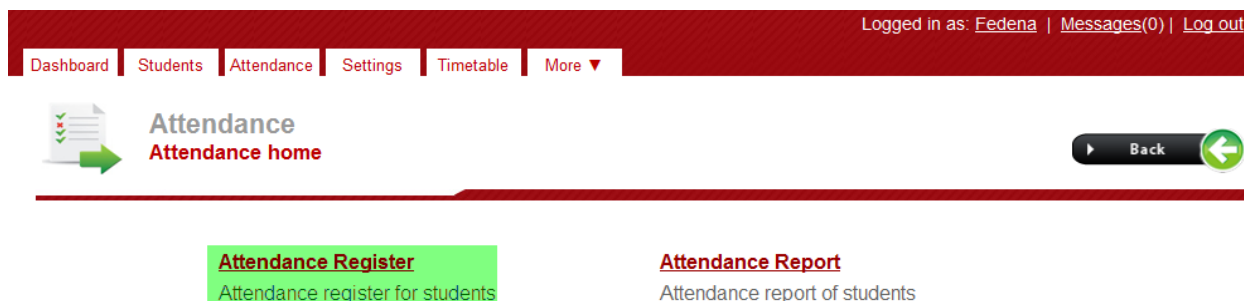 Logged in as: Fedena | Messages(0) | Log out
Dashboard Students Attendance Settings Timetable More ▼
Attendance
Attendance home
Back
Attendance Register Attendance Report
Attendance register for students Attendance report of students